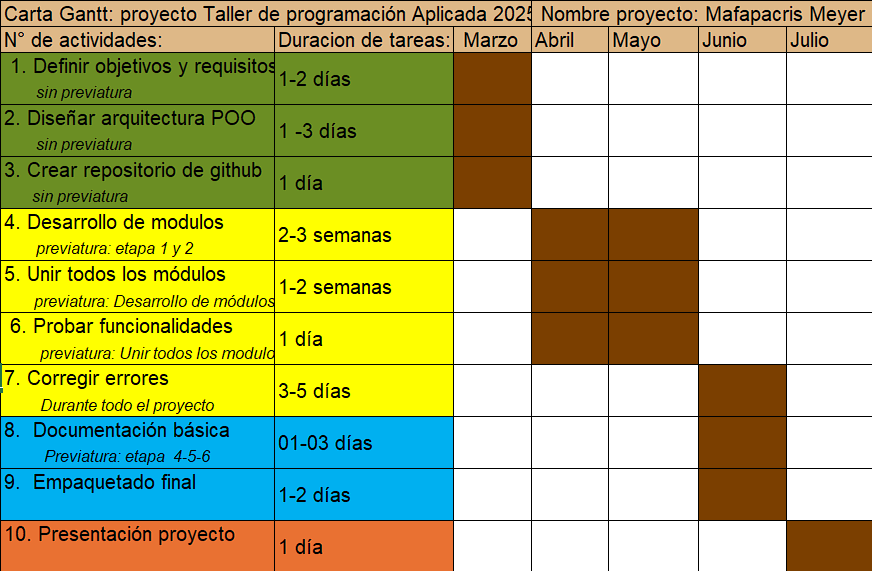 Carta Gantt: proyecto Taller de programación Aplicada 2025 Nombre proyecto: Mafapacris Meyer
N° de actividades: Duracion de tareas: Marzo Abril Mayo Junio Julio
1. Definir objetivos y requisitos 1-2 días
sin previatura
2. Diseñar arquitectura POO 1 -3 días
sin previatura
3. Crear repositorio de github 1 día
sin previatura
4. Desarrollo de modulos 2-3 semanas
previatura: etapa 1 y 2
5. Unir todos los módulos 1-2 semanas
previatura: Desarrollo de módulos
6. Probar funcionalidades 1 día
previatura: Unir todos los modulo
7. Corregir errores 3-5 días
Durante todo el proyecto
8. Documentación básica 01-03 días
Previatura: etapa 4-5-6
9. Empaquetado final 1-2 días
10. Presentación proyecto 1 día